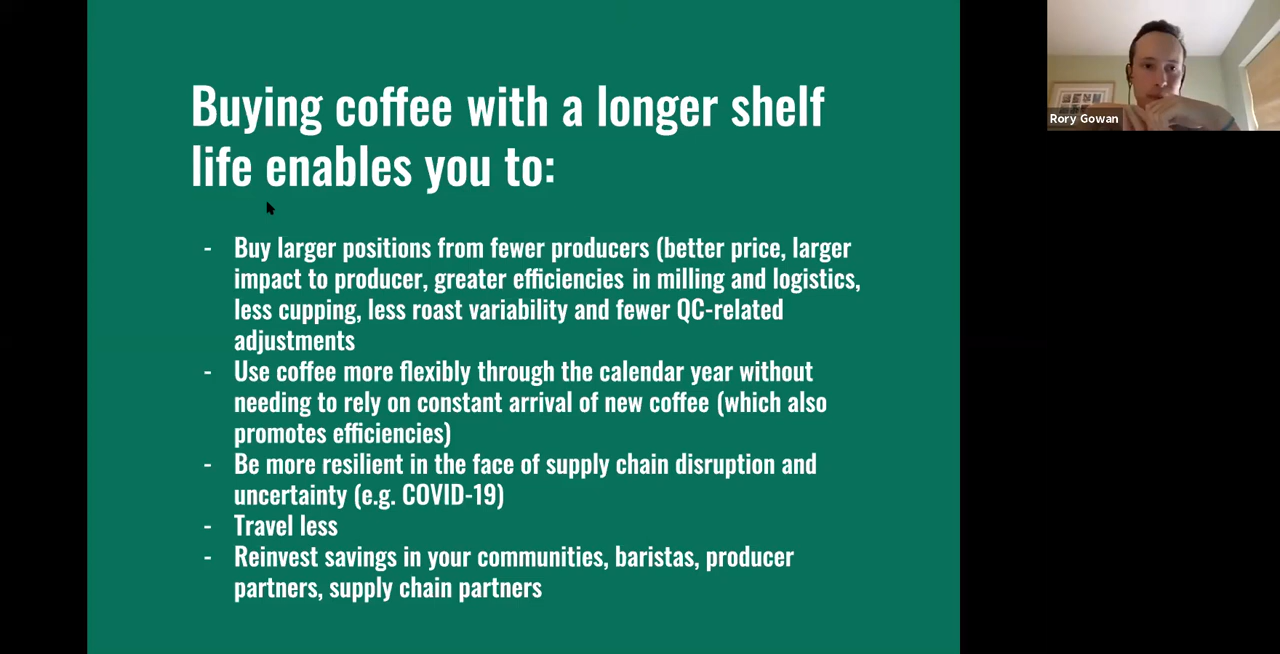 Buying coffee with a longer shelf
life enables you to:
- Buy larger positions from fewer producers (better price, larger
impact to producer, greater efficiencies in milling and logistics,
less cupping, less roast variability and fewer QC-related
adjustments
- Use coffee more flexibly through the calendar year without
needing to rely on constant arrival of new coffee (which also
promotes efficiencies)
- Be more resilient in the face of supply chain disruption and
uncertainty (e.g. COVID-19)
- Travel less
- Reinvest savings in your communities, baristas, producer
partners, supply chain partners
Rory Gowan